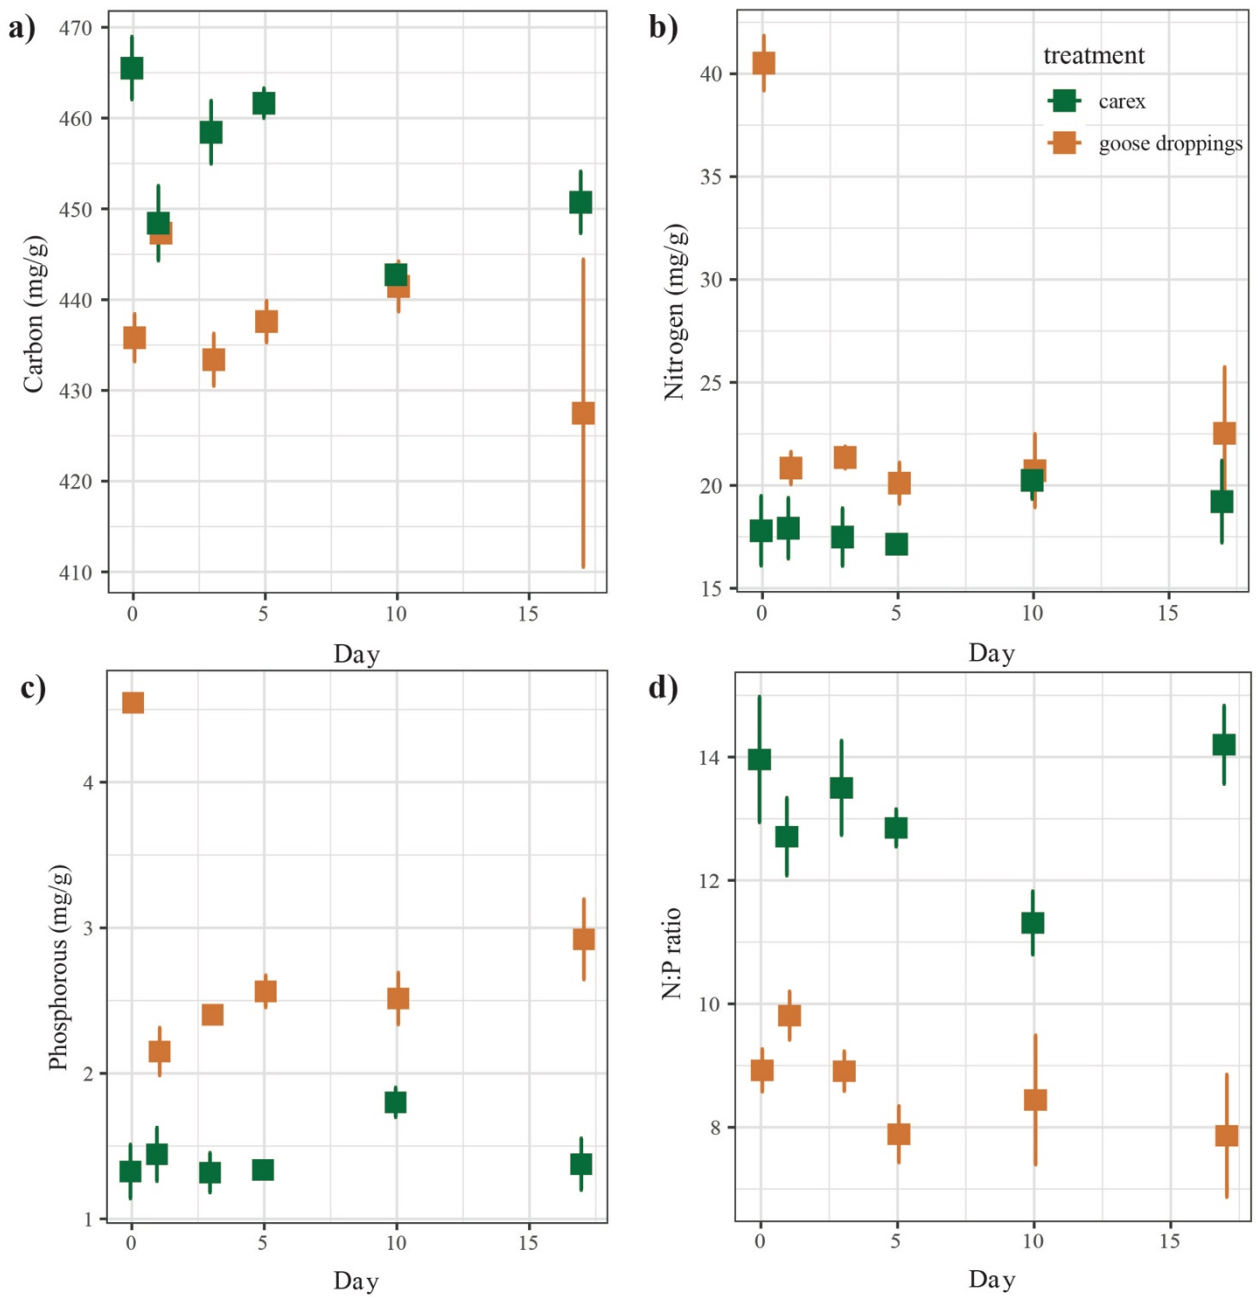 a)
Carbon (mg/g)
470
460
450
440
430
420
410
0 5 10 15
Day
b)
Nitrogen (mg/g)
40
35
30
25
20
15
0 5 10 15
Day
treatment
carex
goose droppings
c)
Phosphorous (mg/g)
4
3
2
1
0 5 10 15
Day
d)
N:P ratio
14
12
10
8
0 5 10 15
Day